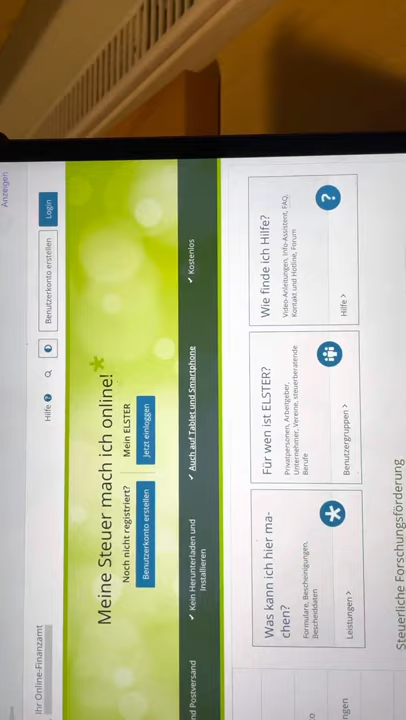 Anzeigen
Ihr Online-Finanzamt
Hilfe ?
Benutzerkonto erstellen
Login
Meine Steuer mach ich online!*
Noch nicht registriert?
Benutzerkonto erstellen
Mein ELSTER
Jetzt einloggen
nd Postversand
✓ Kein Herunterladen und
Installieren
✓ Auch auf Tablet und Smartphone
✓ Kostenlos
Was kann ich hier ma-
chen?
Formulare, Bescheinigungen,
Bescheiddaten
Leistungen >
Für wen ist ELSTER?
Privatpersonen, Arbeitgeber,
Unternehmer, Vereine, steuerberatende
Berufe
Benutzergruppen >
Wie finde ich Hilfe?
Video-Anleitungen, Info-Assistent, FAQ,
Kontakt und Hotline, Forum
Hilfe >
?
Steuerliche Forschungsförderung